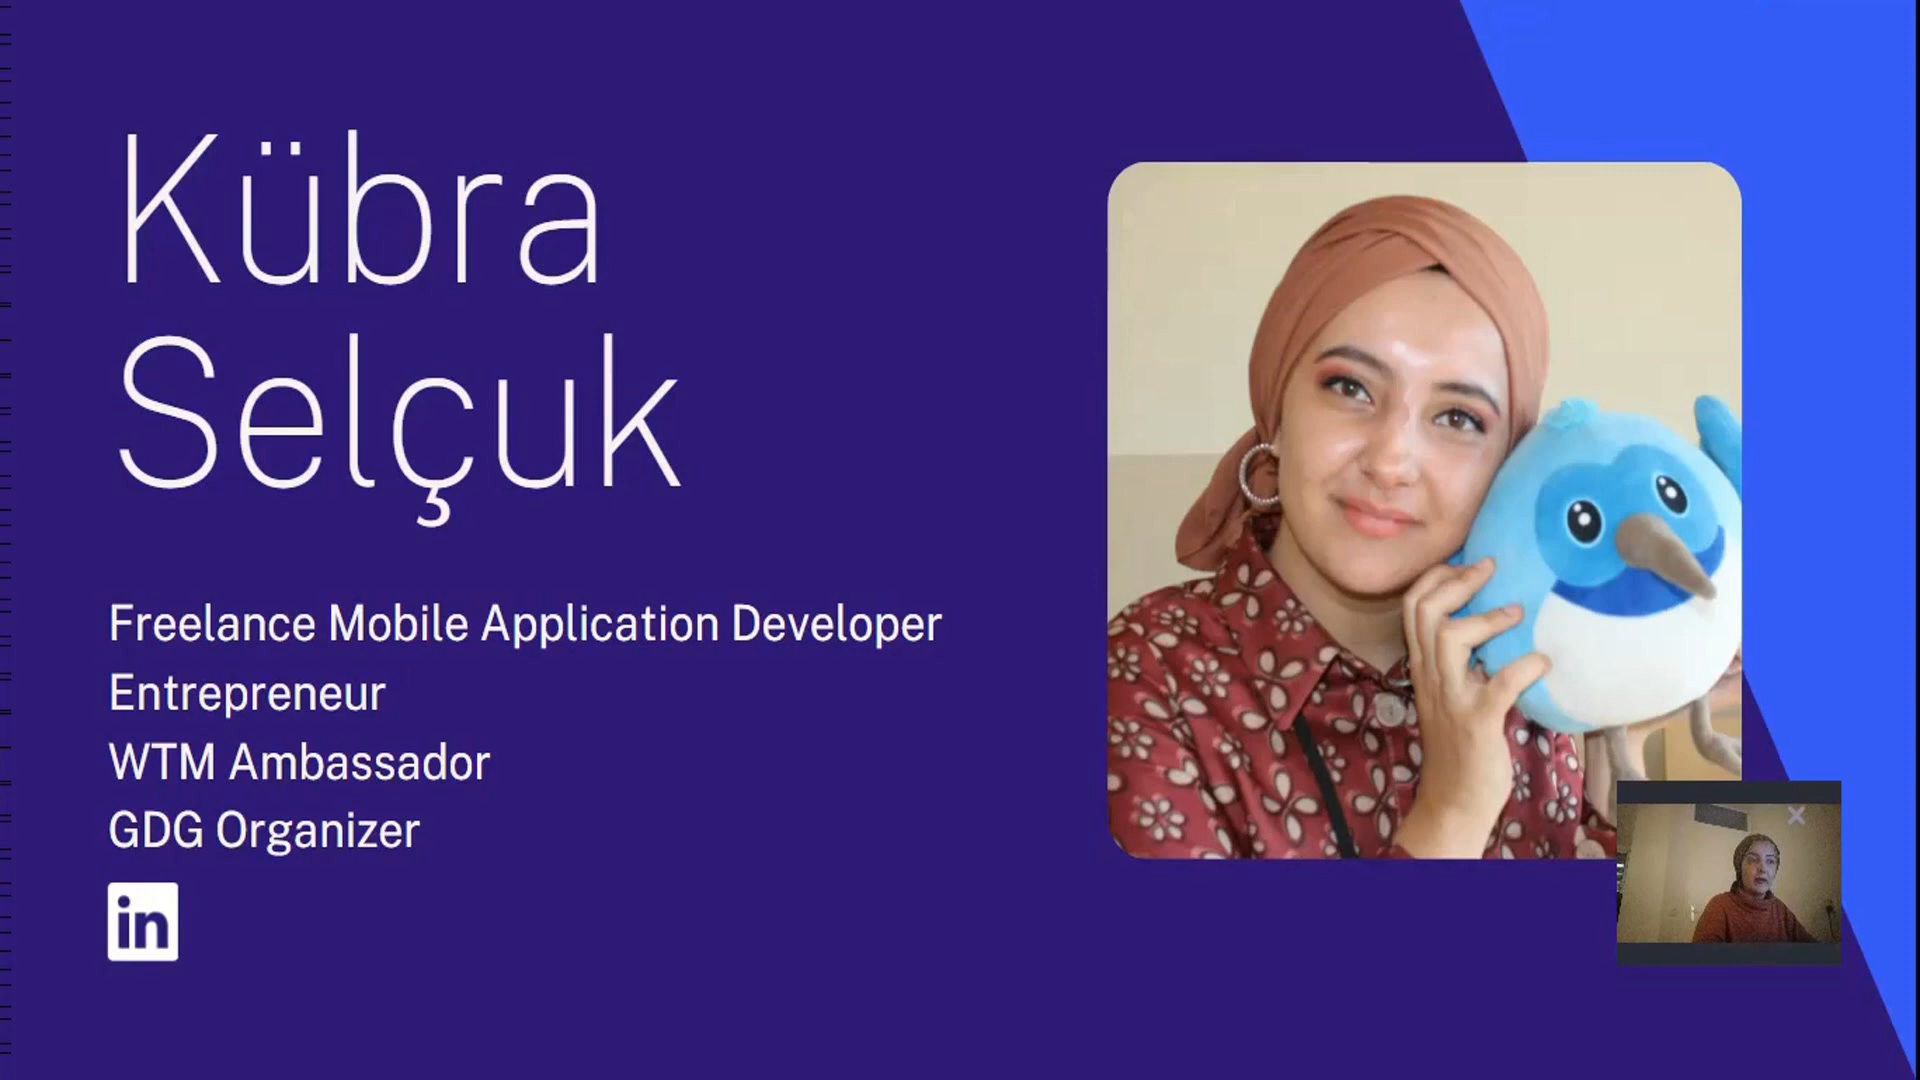 Kübra
Selçuk
Freelance Mobile Application Developer
Entrepreneur
WTM Ambassador
GDG Organizer
in